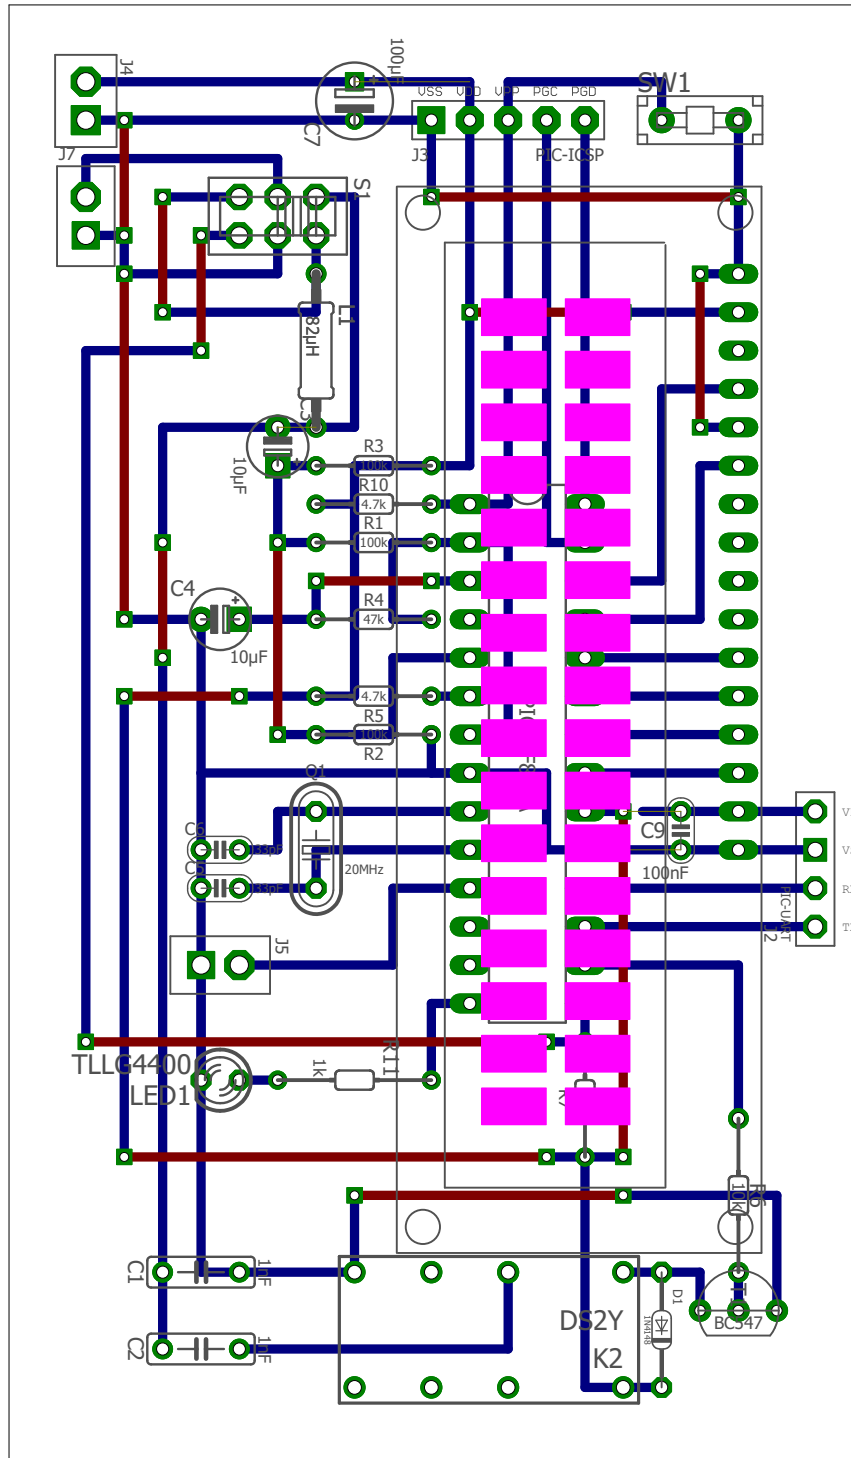 J4
100µF
C7
VSS
VDD
VPP
PGC
PGD
SW1
J3
PIC-ICSP
J7
S1
L1
82µH
C3
10µF
R3
100k
R10
4.7k
R1
100k
C4
R4
47k
10µF
4.7k
R5
100k
R2
Q1
C6
33pF
20MHz
C5
33pF
C9
100nF
PIC-UART
J2
J5
TLLG4400
LED1
1k
R11
R7
R6
10k
C1
1nF
DS2Y
K2
D1
1N4148
BC547
C2
1nF